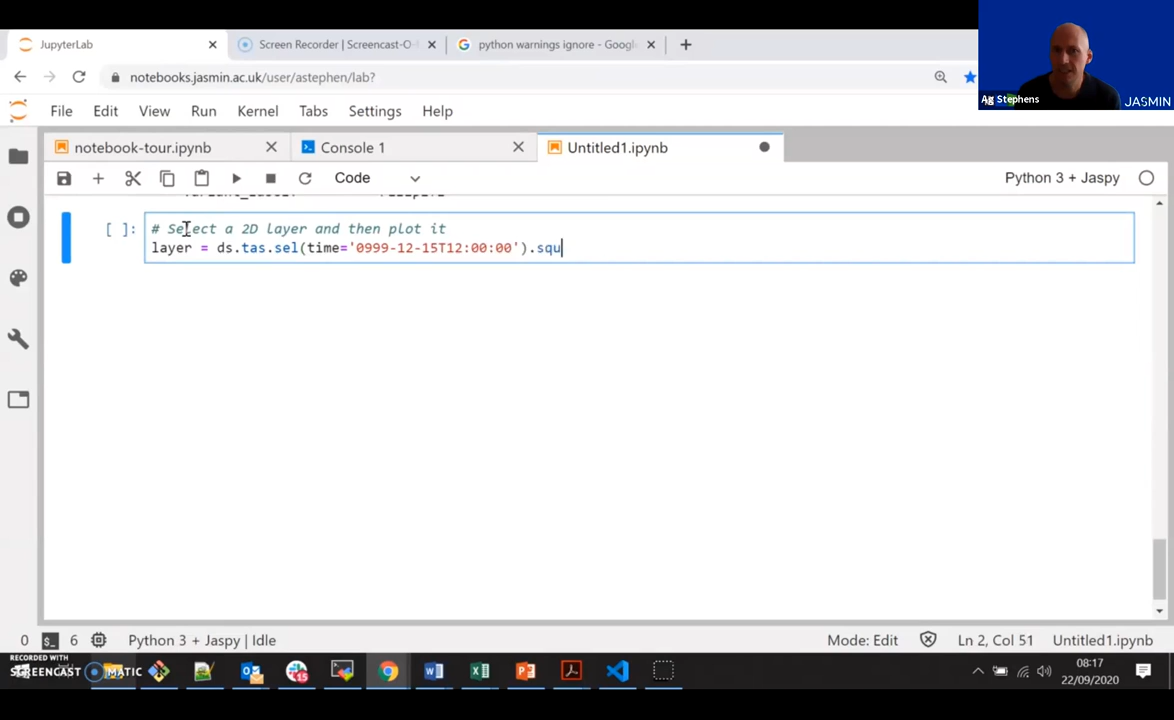 JupyterLab
Screen Recorder | Screencast-O-
python warnings ignore - Googl
notebooks.jasmin.ac.uk/user/astephen/lab?
Ag Stephens
JASMIN
File Edit View Run Kernel Tabs Settings Help
notebook-tour.ipynb
Console 1
Untitled1.ipynb
Code
Python 3 + Jaspy
[ ]:
# Select a 2D layer and then plot it
layer = ds.tas.sel(time='0999-12-15T12:00:00').squ
0
6
Python 3 + Jaspy | Idle
Mode: Edit
Ln 2, Col 51
Untitled1.ipynb
RECORDED WITH
SCREENCAST MATIC
15
08:17
22/09/2020